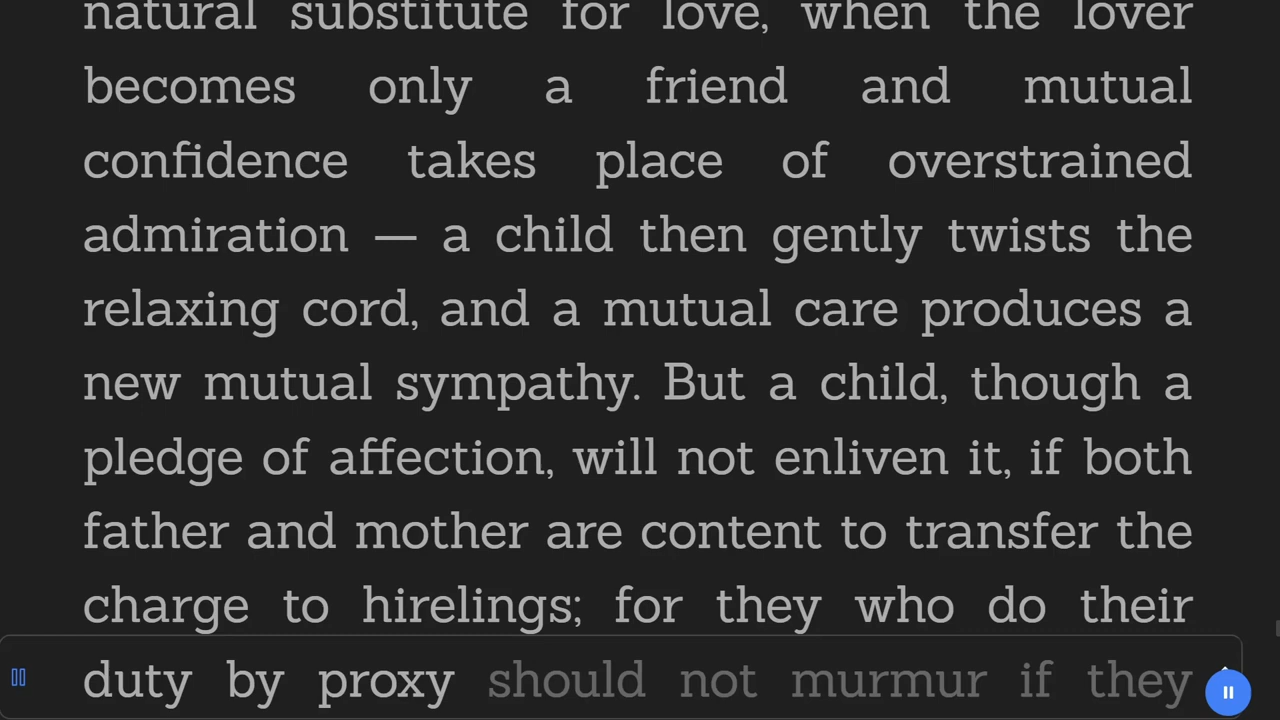 natural substitute for love, when the lover
becomes only a friend and mutual
confidence takes place of overstrained
admiration — a child then gently twists the
relaxing cord, and a mutual care produces a
new mutual sympathy. But a child, though a
pledge of affection, will not enliven it, if both
father and mother are content to transfer the
charge to hirelings; for they who do their
duty by proxy should not murmur if they